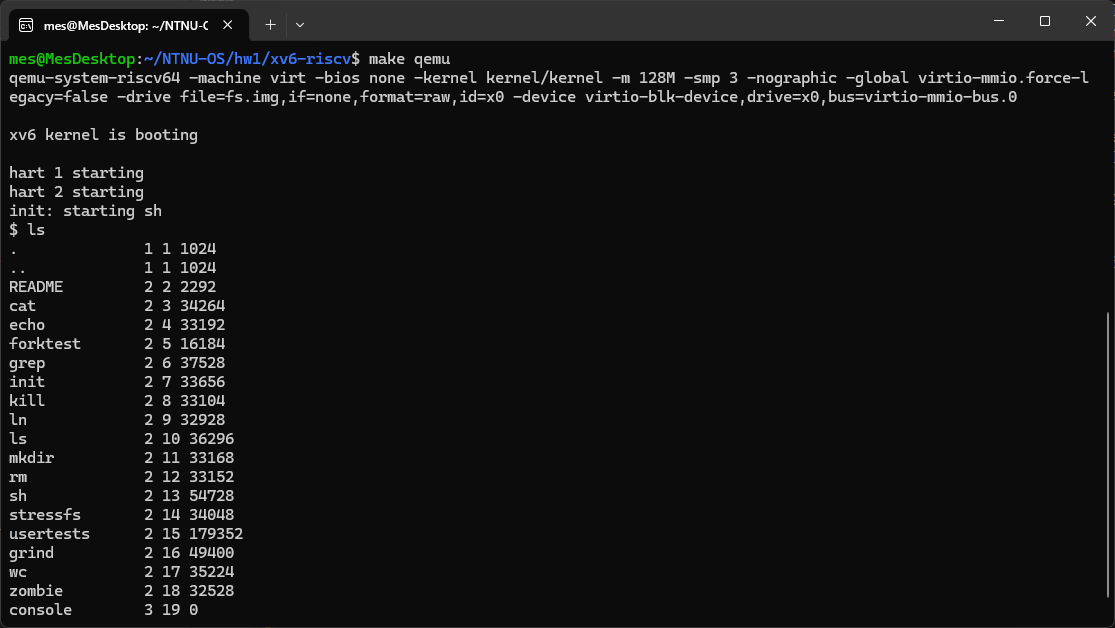 mes@MesDesktop: ~/NTNU-O
mes@MesDesktop:~/NTNU-OS/hw1/xv6-riscv$ make qemu
qemu-system-riscv64 -machine virt -bios none -kernel kernel/kernel -m 128M -smp 3 -nographic -global virtio-mmio.force-l
egacy=false -drive file=fs.img,if=none,format=raw,id=x0 -device virtio-blk-device,drive=x0,bus=virtio-mmio-bus.0
xv6 kernel is booting
hart 1 starting
hart 2 starting
init: starting sh
$ ls
. 1 1 1024
.. 1 1 1024
README 2 2 2292
cat 2 3 34264
echo 2 4 33192
forktest 2 5 16184
grep 2 6 37528
init 2 7 33656
kill 2 8 33104
ln 2 9 32928
ls 2 10 36296
mkdir 2 11 33168
rm 2 12 33152
sh 2 13 54728
stressfs 2 14 34048
usertests 2 15 179352
grind 2 16 49400
wc 2 17 35224
zombie 2 18 32528
console 3 19 0